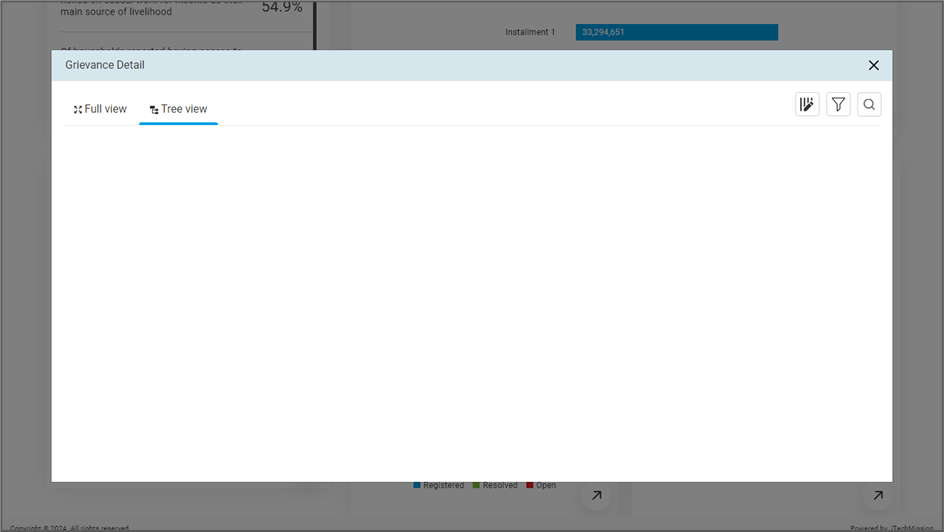 main source of livelihood
54.9%
Installment 1
33,294,651
Grievance Detail
Full view
Tree view
Registered
Resolved
Open
Copyright © 2024. All rights reserved
Powered by iTechMission